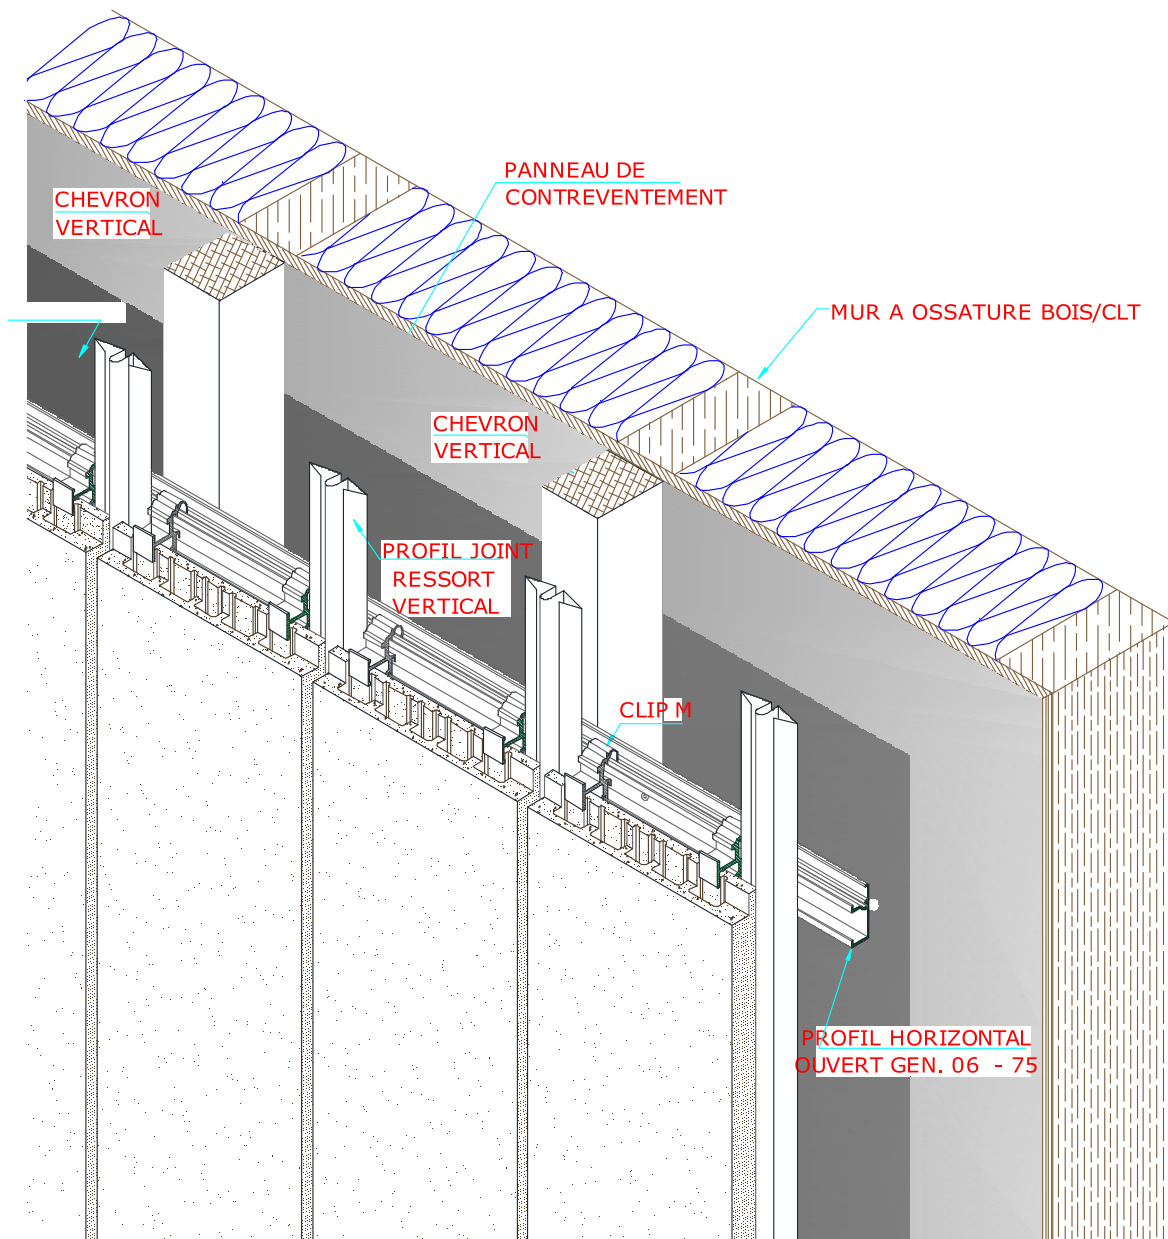 PANNEAU DE
CONTREVENTEMENT
CHEVRON
VERTICAL
MUR A OSSATURE BOIS/CLT
CHEVRON
VERTICAL
PROFIL JOINT
RESSORT
VERTICAL
CLIP M
PROFIL HORIZONTAL
OUVERT GEN. 06 - 75